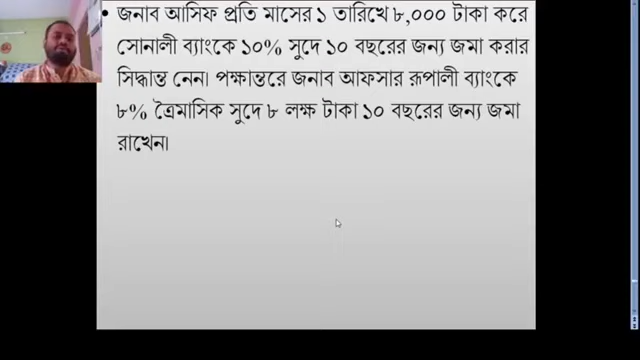 • জনাব আসিফ প্রতি মাসের ১ তারিখে ৮,০০০ টাকা করে
সোনালী ব্যাংকে ১০% সুদে ১০ বছরের জন্য জমা করার
সিদ্ধান্ত নেন। পক্ষান্তরে জনাব আফসার রূপালী ব্যাংকে
৮% ত্রৈমাসিক সুদে ৮ লক্ষ টাকা ১০ বছরের জন্য জমা
রাখেন।